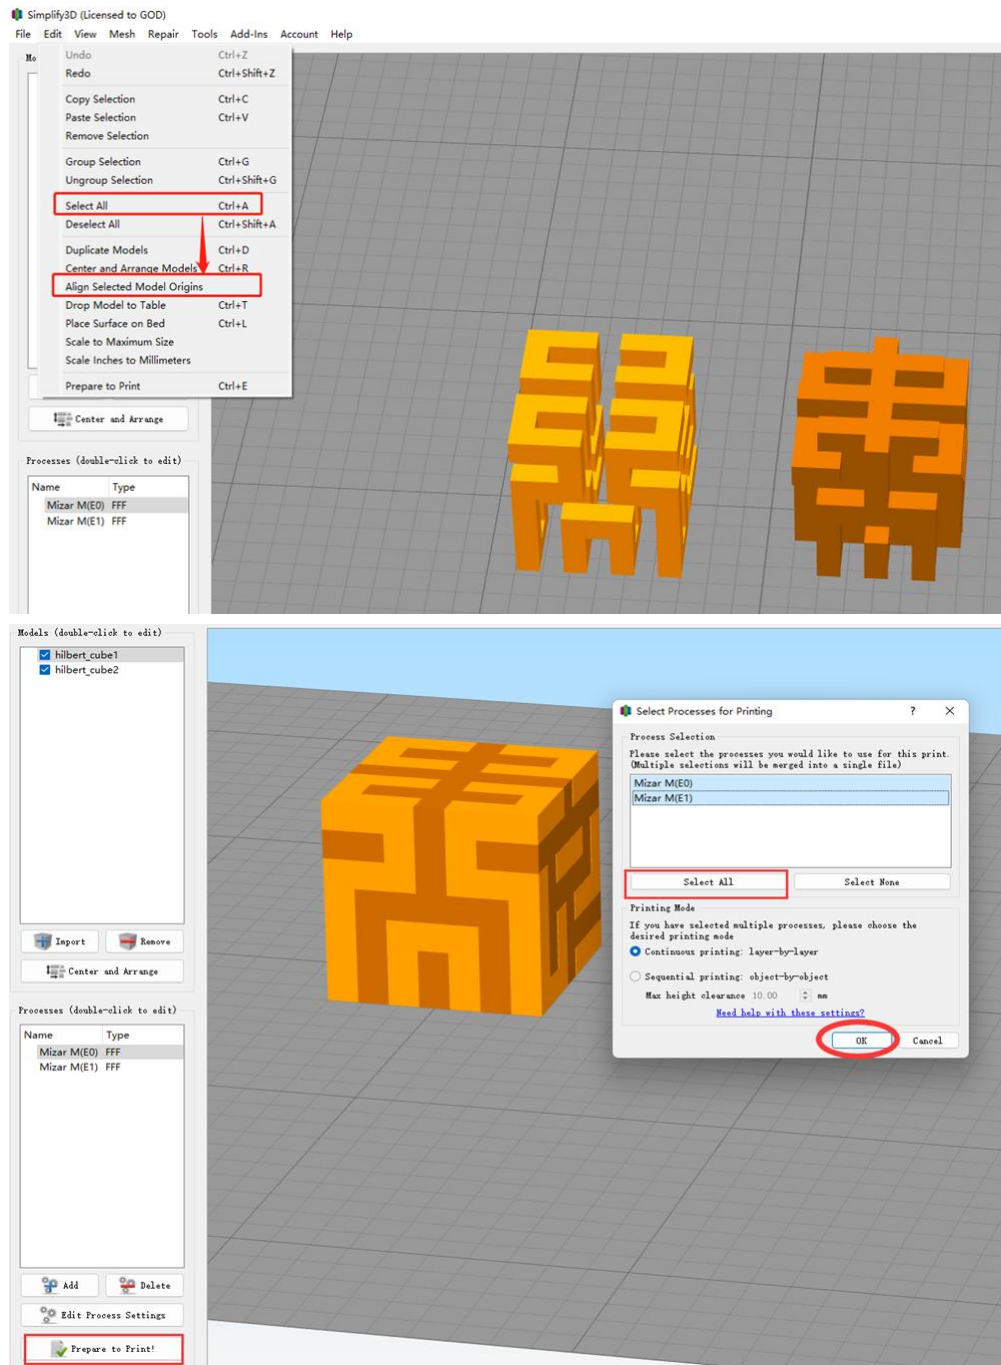 Simplify3D (Licensed to GOD)
File Edit View Mesh Repair Tools Add-Ins Account Help
Mo
Undo Ctrl+Z
Redo Ctrl+Shift+Z
Copy Selection Ctrl+C
Paste Selection Ctrl+V
Remove Selection
Group Selection Ctrl+G
Ungroup Selection Ctrl+Shift+G
Select All Ctrl+A
Deselect All Ctrl+Shift+A
Duplicate Models Ctrl+D
Center and Arrange Models Ctrl+R
Align Selected Model Origins
Drop Model to Table Ctrl+T
Place Surface on Bed Ctrl+L
Scale to Maximum Size
Scale Inches to Millimeters
Prepare to Print Ctrl+E
Center and Arrange
Processes (double-click to edit)
Name Type
Mizar M(E0) FFF
Mizar M(E1) FFF
Models (double-click to edit)
hilbert_cube1
hilbert_cube2
Import Remove
Center and Arrange
Processes (double-click to edit)
Name Type
Mizar M(E0) FFF
Mizar M(E1) FFF
Add Delete
Edit Process Settings
Prepare to Print!
Select Processes for Printing ?
Process Selection
Please select the processes you would like to use for this print.
(Multiple selections will be merged into a single file)
Mizar M(E0)
Mizar M(E1)
Select All Select None
Printing Mode
If you have selected multiple processes, please choose the
desired printing mode
Continuous printing: layer-by-layer
Sequential printing: object-by-object
Max height clearance 10.00 mm
Need help with these settings?
OK Cancel